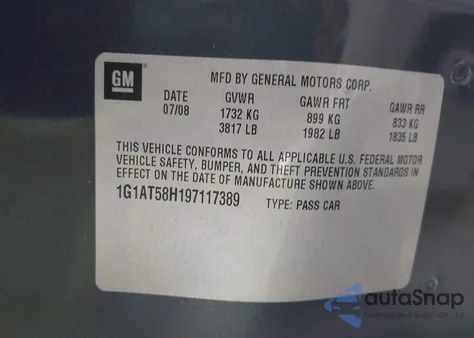 GM
MFD BY GENERAL MOTORS CORP.
DATE GVWR GAWR FRT GAWR RR
07/08 1732 KG 899 KG 833 KG
3817 LB 1982 LB 1835 LB
THIS VEHICLE CONFORMS TO ALL APPLICABLE U.S. FEDERAL MOTOR
VEHICLE SAFETY, BUMPER, AND THEFT PREVENTION STANDARDS IN
EFFECT ON THE DATE OF MANUFACTURE SHOWN ABOVE.
1G1AT58H197117389 TYPE: PASS CAR
autoSnap